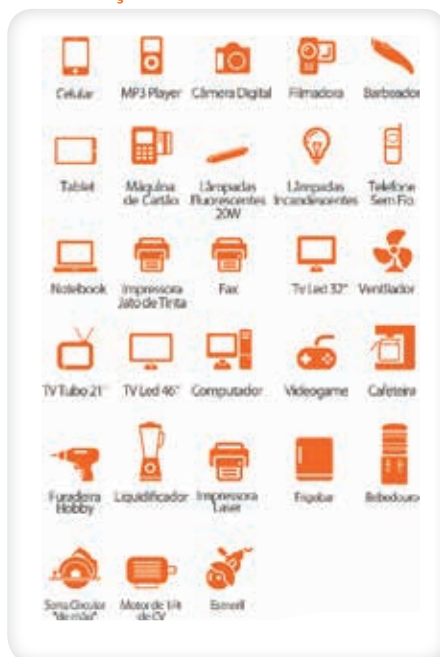 Celular MP3 Player Câmera Digital Filmadora Barbeador
Tablet Máquina de Cartão Lâmpadas Fluorescentes 20W Lâmpadas Incandescentes Telefone Sem Fio
Notebook Impressora Jato de Tinta Fax Tv Led 32" Ventilador
TV Tubo 21" TV Led 46" Computador Videogame Cafeteira
Furadeira Hobby Liquidificador Impressora Laser Frigobar Bebedouro
Serra Circular "de mão" Motor de 1/4 de CV Esmeril